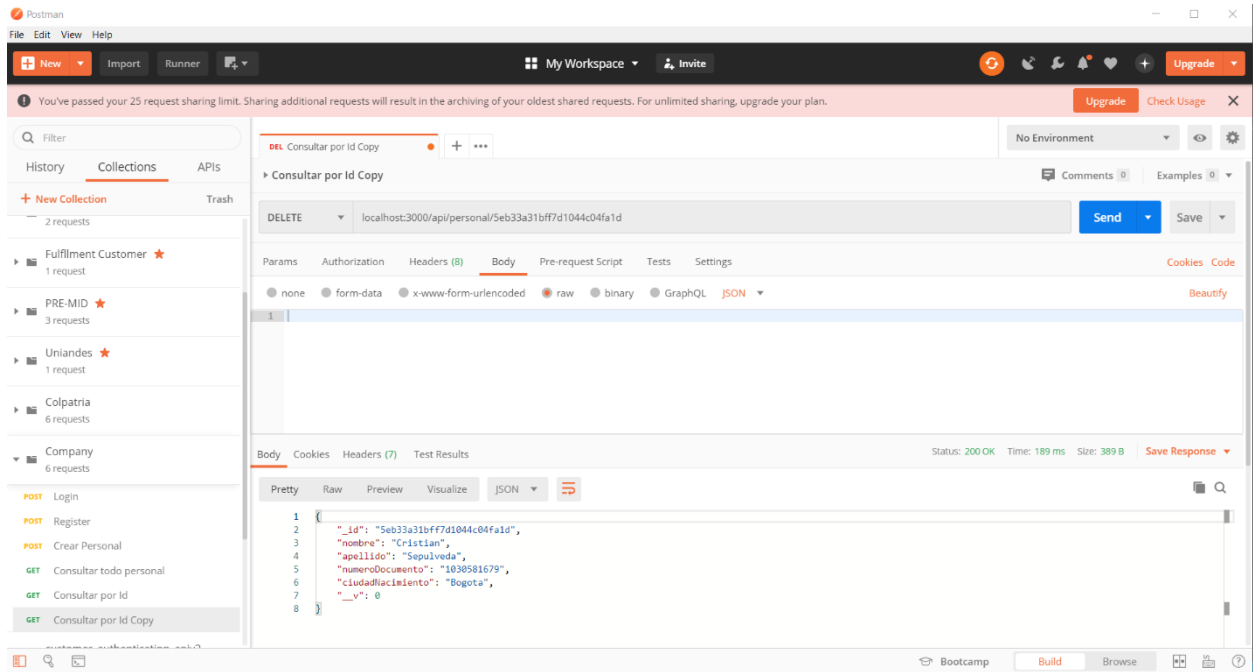 Postman
File Edit View Help
New Import Runner My Workspace Invite Upgrade
You've passed your 25 request sharing limit. Sharing additional requests will result in the archiving of your oldest shared requests. For unlimited sharing, upgrade your plan. Upgrade Check Usage
Filter
History Collections APIs
+ New Collection Trash
2 requests
Fulfllment Customer
1 request
PRE-MID
3 requests
Uniandes
1 request
Colpatria
6 requests
Company
6 requests
POST Login
POST Register
POST Crear Personal
GET Consultar todo personal
GET Consultar por Id
GET Consultar por Id Copy
DEL Consultar por Id Copy
No Environment
Consultar por Id Copy
Comments 0 Examples 0
DELETE localhost:3000/api/personal/5eb33a31bff7d1044c04fa1d Send Save
Params Authorization Headers (8) Body Pre-request Script Tests Settings Cookies Code
none form-data x-www-form-urlencoded raw binary GraphQL JSON Beautify
1
Body Cookies Headers (7) Test Results Status: 200 OK Time: 189 ms Size: 389 B Save Response
Pretty Raw Preview Visualize JSON
1 {
2 "_id": "5eb33a31bff7d1044c04fa1d",
3 "nombre": "Cristian",
4 "apellido": "Sepulveda",
5 "numeroDocumento": "1030581679",
6 "ciudadNacimiento": "Bogota",
7 "__v": 0
8 }
Bootcamp Build Browse